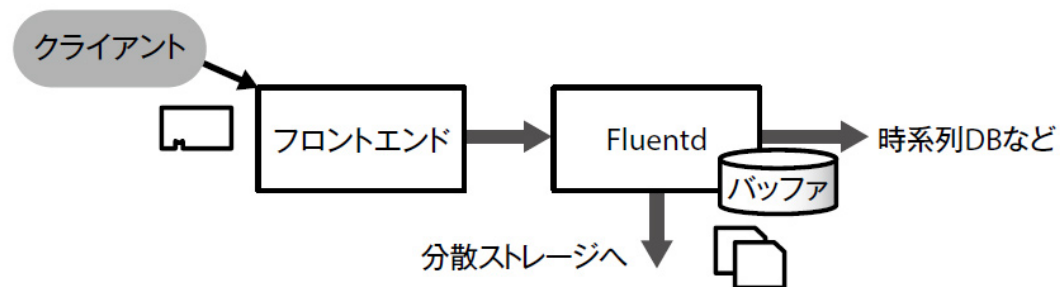 クライアント
フロントエンド
Fluentd
時系列DBなど
バッファ
分散ストレージへ